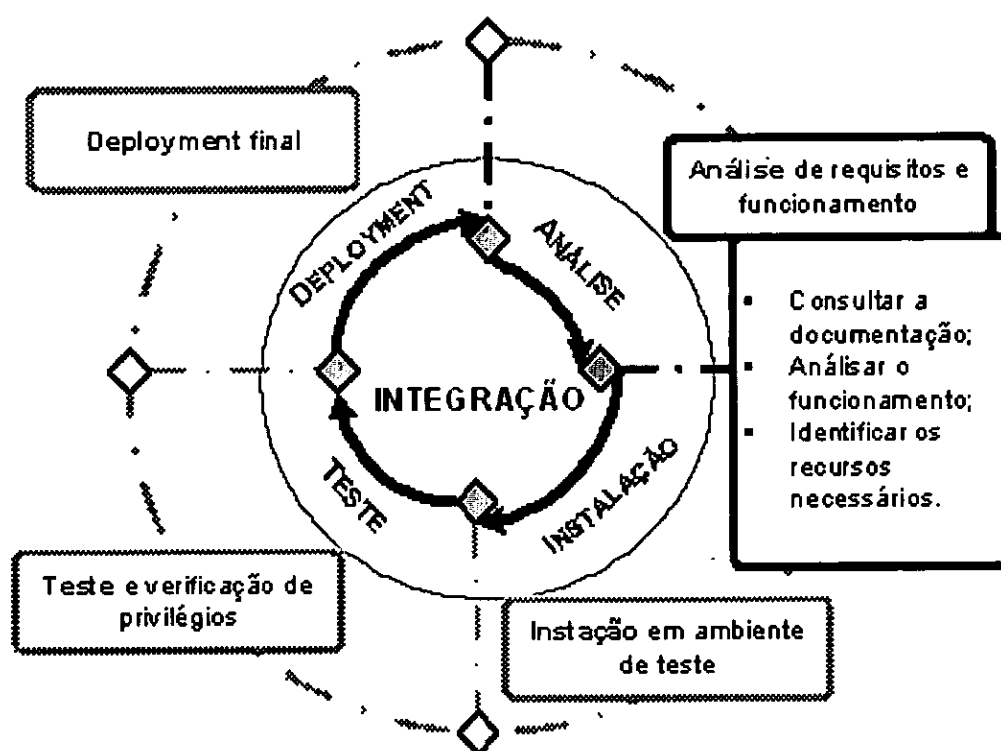 Deployment final
Análise de requisitos e
funcionamento
DEPLOYMENT
ANÁLISE
Consultar a
documentação;
Análisar o
funcionamento;
Identificar os
recursos
necessários.
INTEGRAÇÃO
TESTE
INSTALAÇÃO
Teste e verificação de
privilégios
Instação em ambiente
de teste